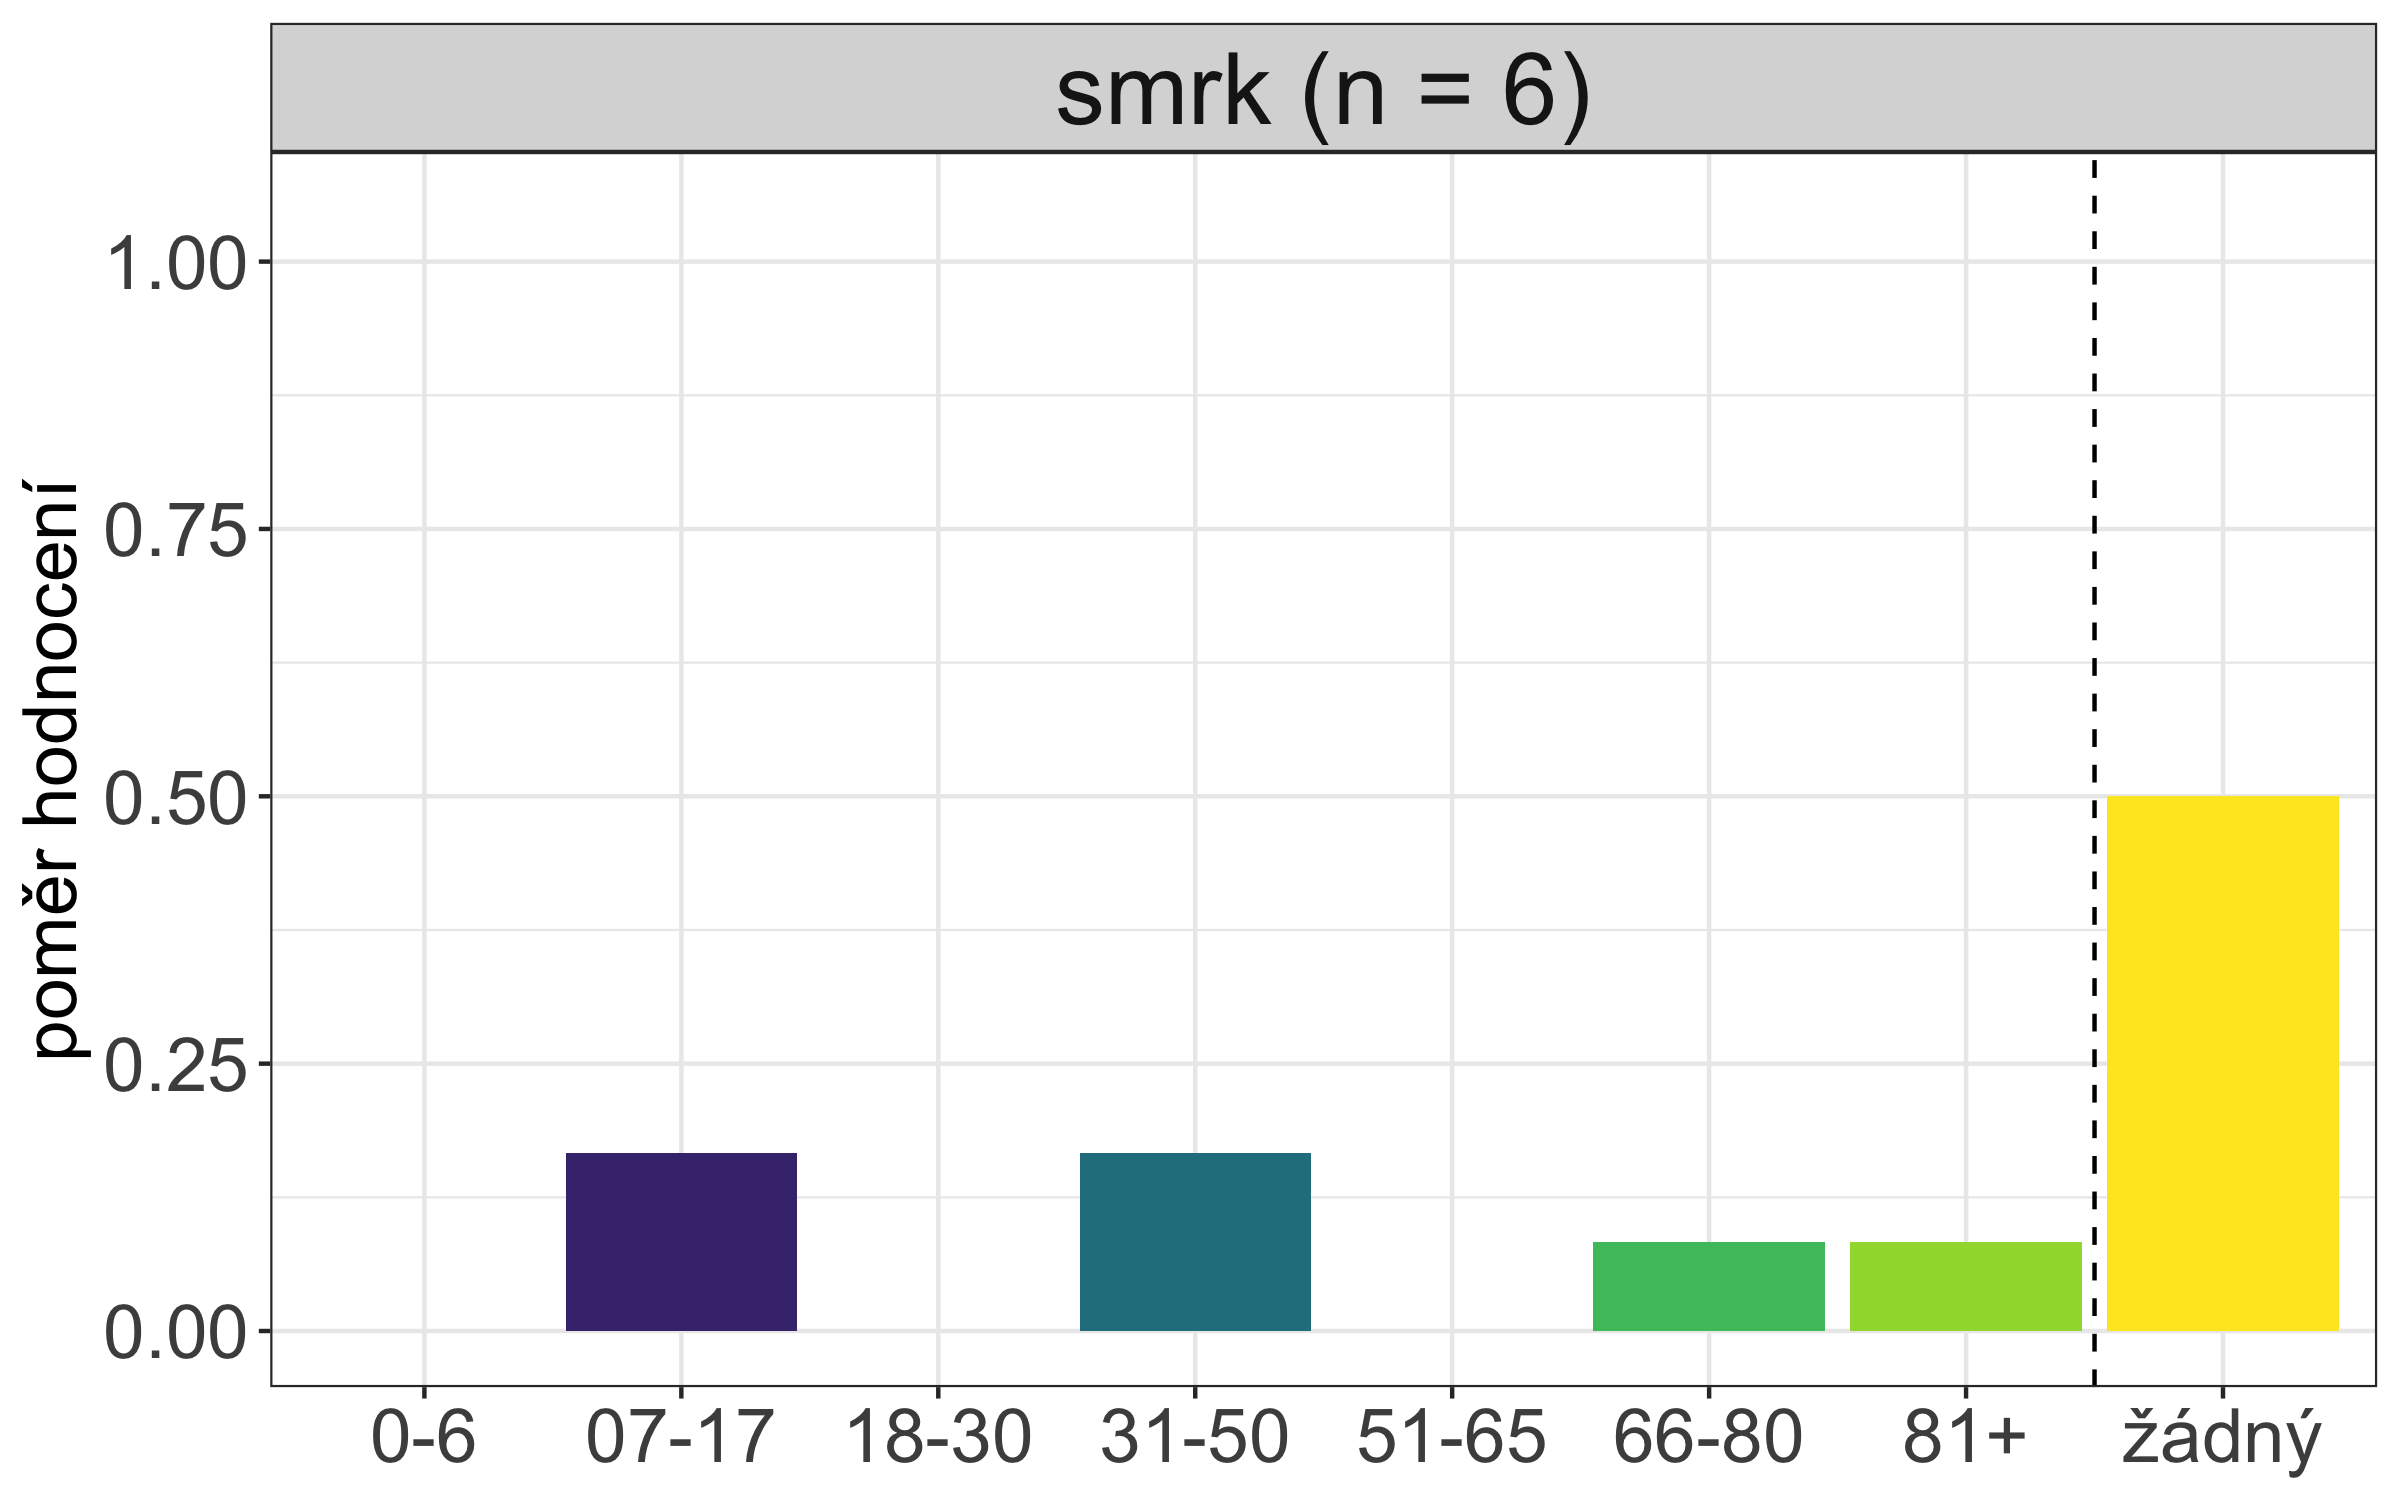 smrk (n = 6)
poměr hodnocení
1.00
0.75
0.50
0.25
0.00
0-6 07-17 18-30 31-50 51-65 66-80 81+ žádný